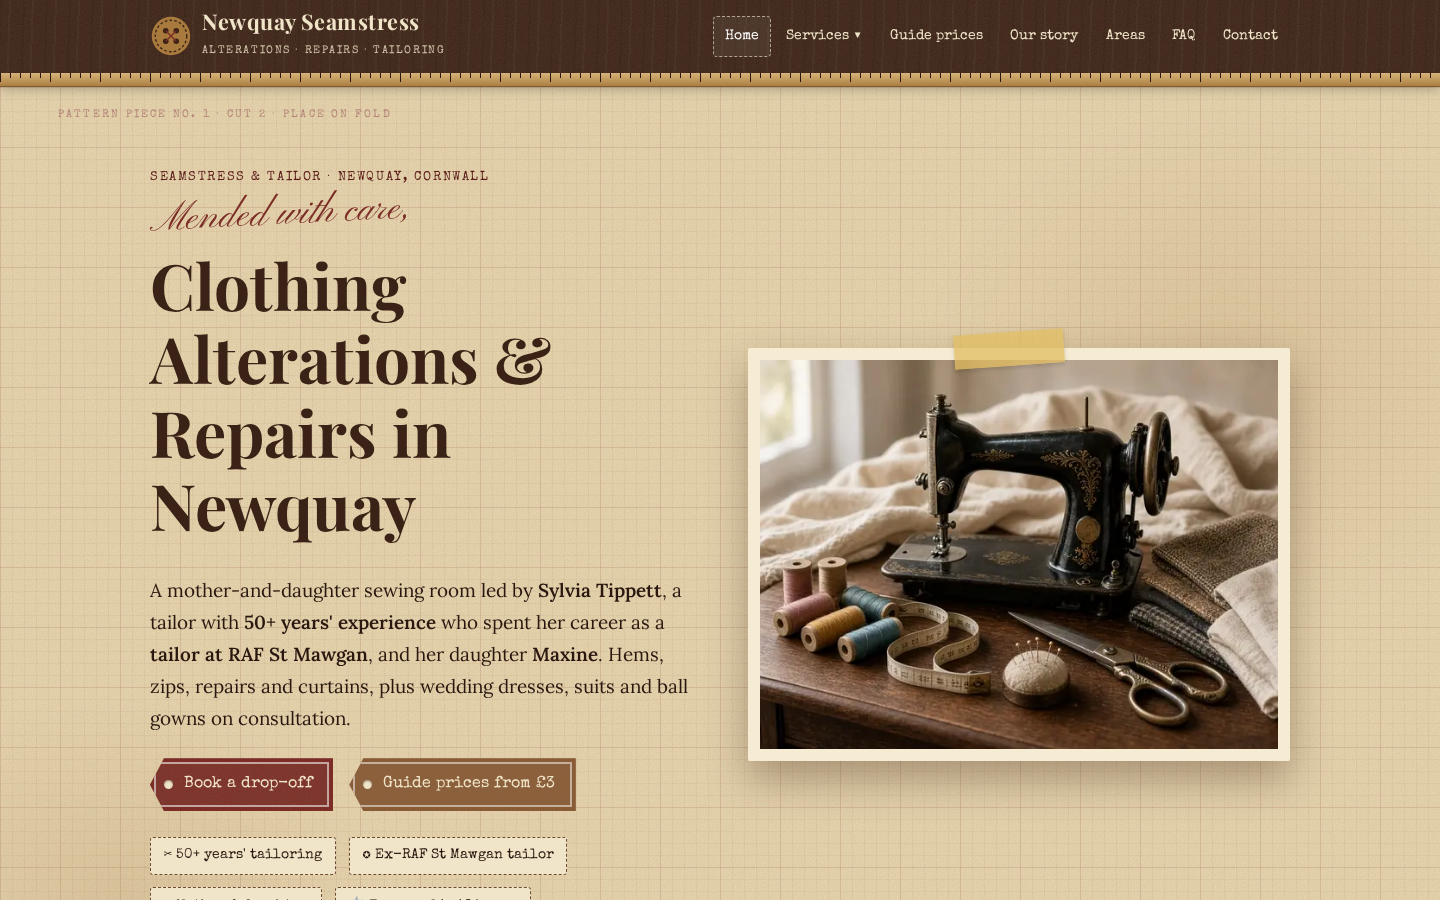 Newquay Seamstress
ALTERATIONS · REPAIRS · TAILORING
Home
Services ▾
Guide prices
Our story
Areas
FAQ
Contact
PATTERN PIECE NO. 1 · CUT 2 · PLACE ON FOLD
SEAMSTRESS & TAILOR · NEWQUAY, CORNWALL
Mended with care,
Clothing
Alterations &
Repairs in
Newquay
A mother-and-daughter sewing room led by Sylvia Tippett, a
tailor with 50+ years' experience who spent her career as a
tailor at RAF St Mawgan, and her daughter Maxine. Hems,
zips, repairs and curtains, plus wedding dresses, suits and ball
gowns on consultation.
Book a drop-off
Guide prices from £3
✂ 50+ years' tailoring
✪ Ex-RAF St Mawgan tailor